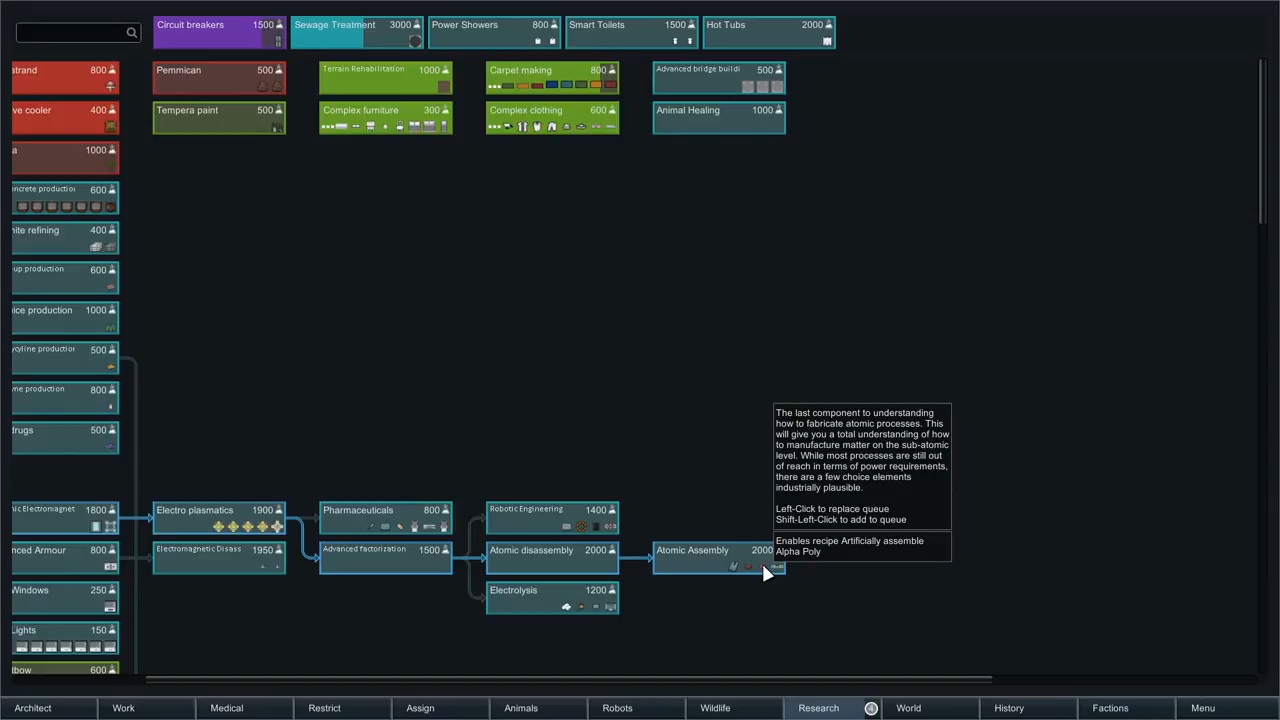 Circuit breakers 1500
Sewage Treatment 3000
Power Showers 800
Smart Toilets 1500
Hot Tubs 2000
strand 800
Pemmican 500
Terrain Rehabilitation 1000
Carpet making 800
Advanced bridge buildi 500
ve cooler 400
Tempera paint 500
Complex furniture 300
Complex clothing 600
Animal Healing 1000
a 1000
oncrete production 600
nite refining 400
up production 600
ice production 1000
ycyline production 500
yne production 800
drugs 500
The last component to understanding
how to fabricate atomic processes. This
will give you a total understanding of how
to manufacture matter on the sub-atomic
level. While most processes are still out
of reach in terms of power requirements,
there are a few choice elements
industrially plausible.
Left-Click to replace queue
Shift-Left-Click to add to queue
Enables recipe Artificially assemble
Alpha Poly
nic Electromagnet 1800
Electro plasmatics 1900
Pharmaceuticals 800
Robotic Engineering 1400
nced Armour 800
Electromagnetic Disass 1950
Advanced factorization 1500
Atomic disassembly 2000
Atomic Assembly 2000
Windows 250
Electrolysis 1200
Lights 150
lbow 600
Architect
Work
Medical
Restrict
Assign
Animals
Robots
Wildlife
Research
4
World
History
Factions
Menu